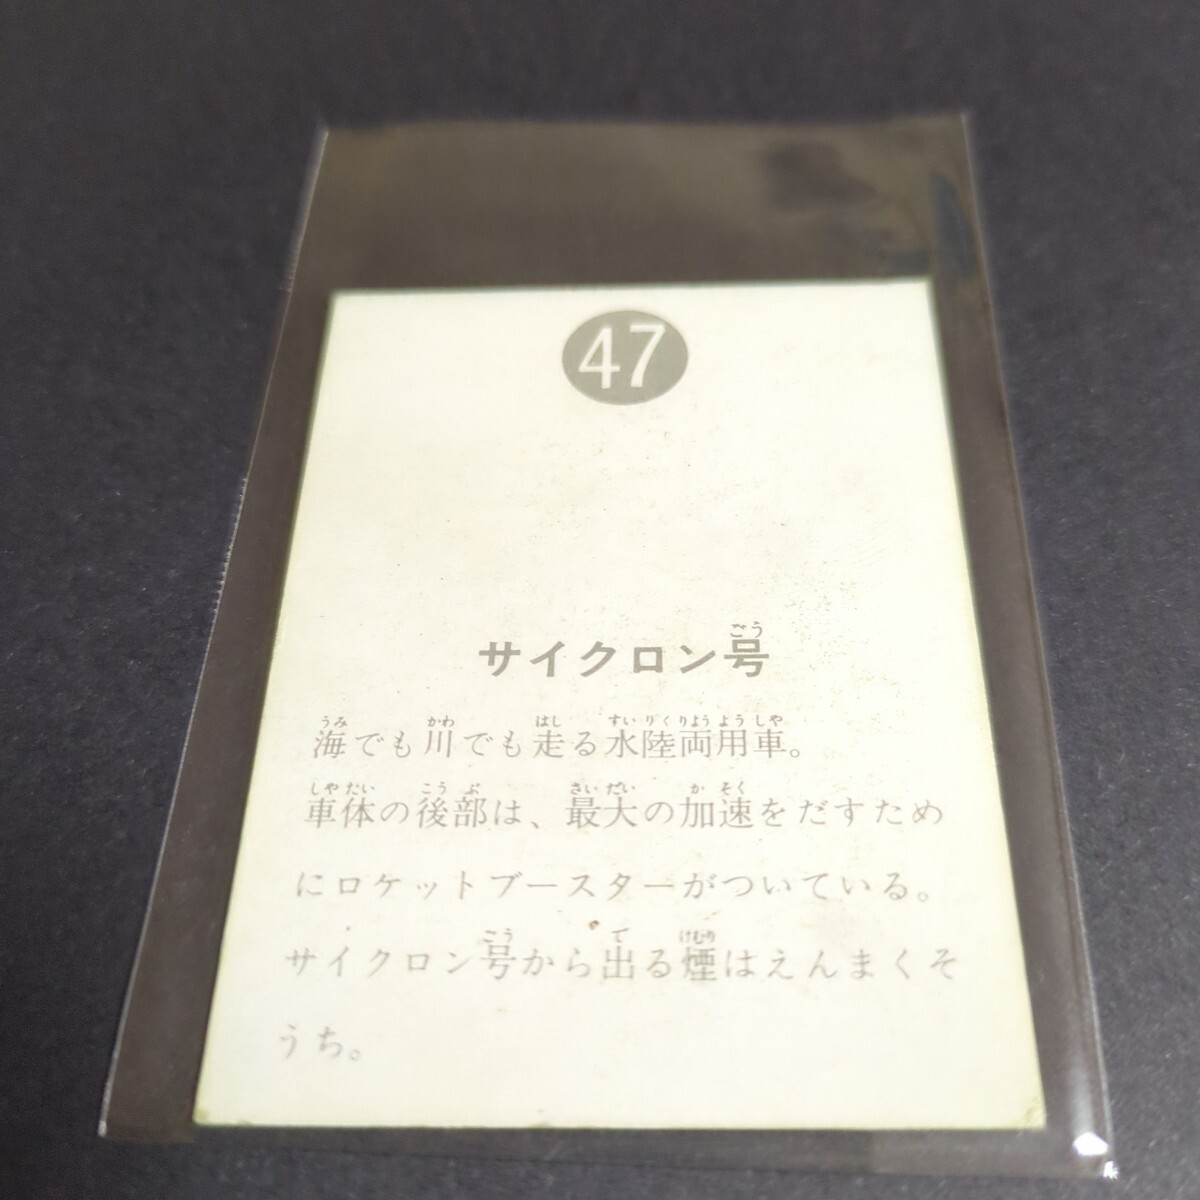 47
サイクロン号
海でも川でも走る水陸両用車。
車体の後部は、最大の加速をだすため
にロケットブースターがついている。
サイクロン号から出る煙はえんまくそ
うち。